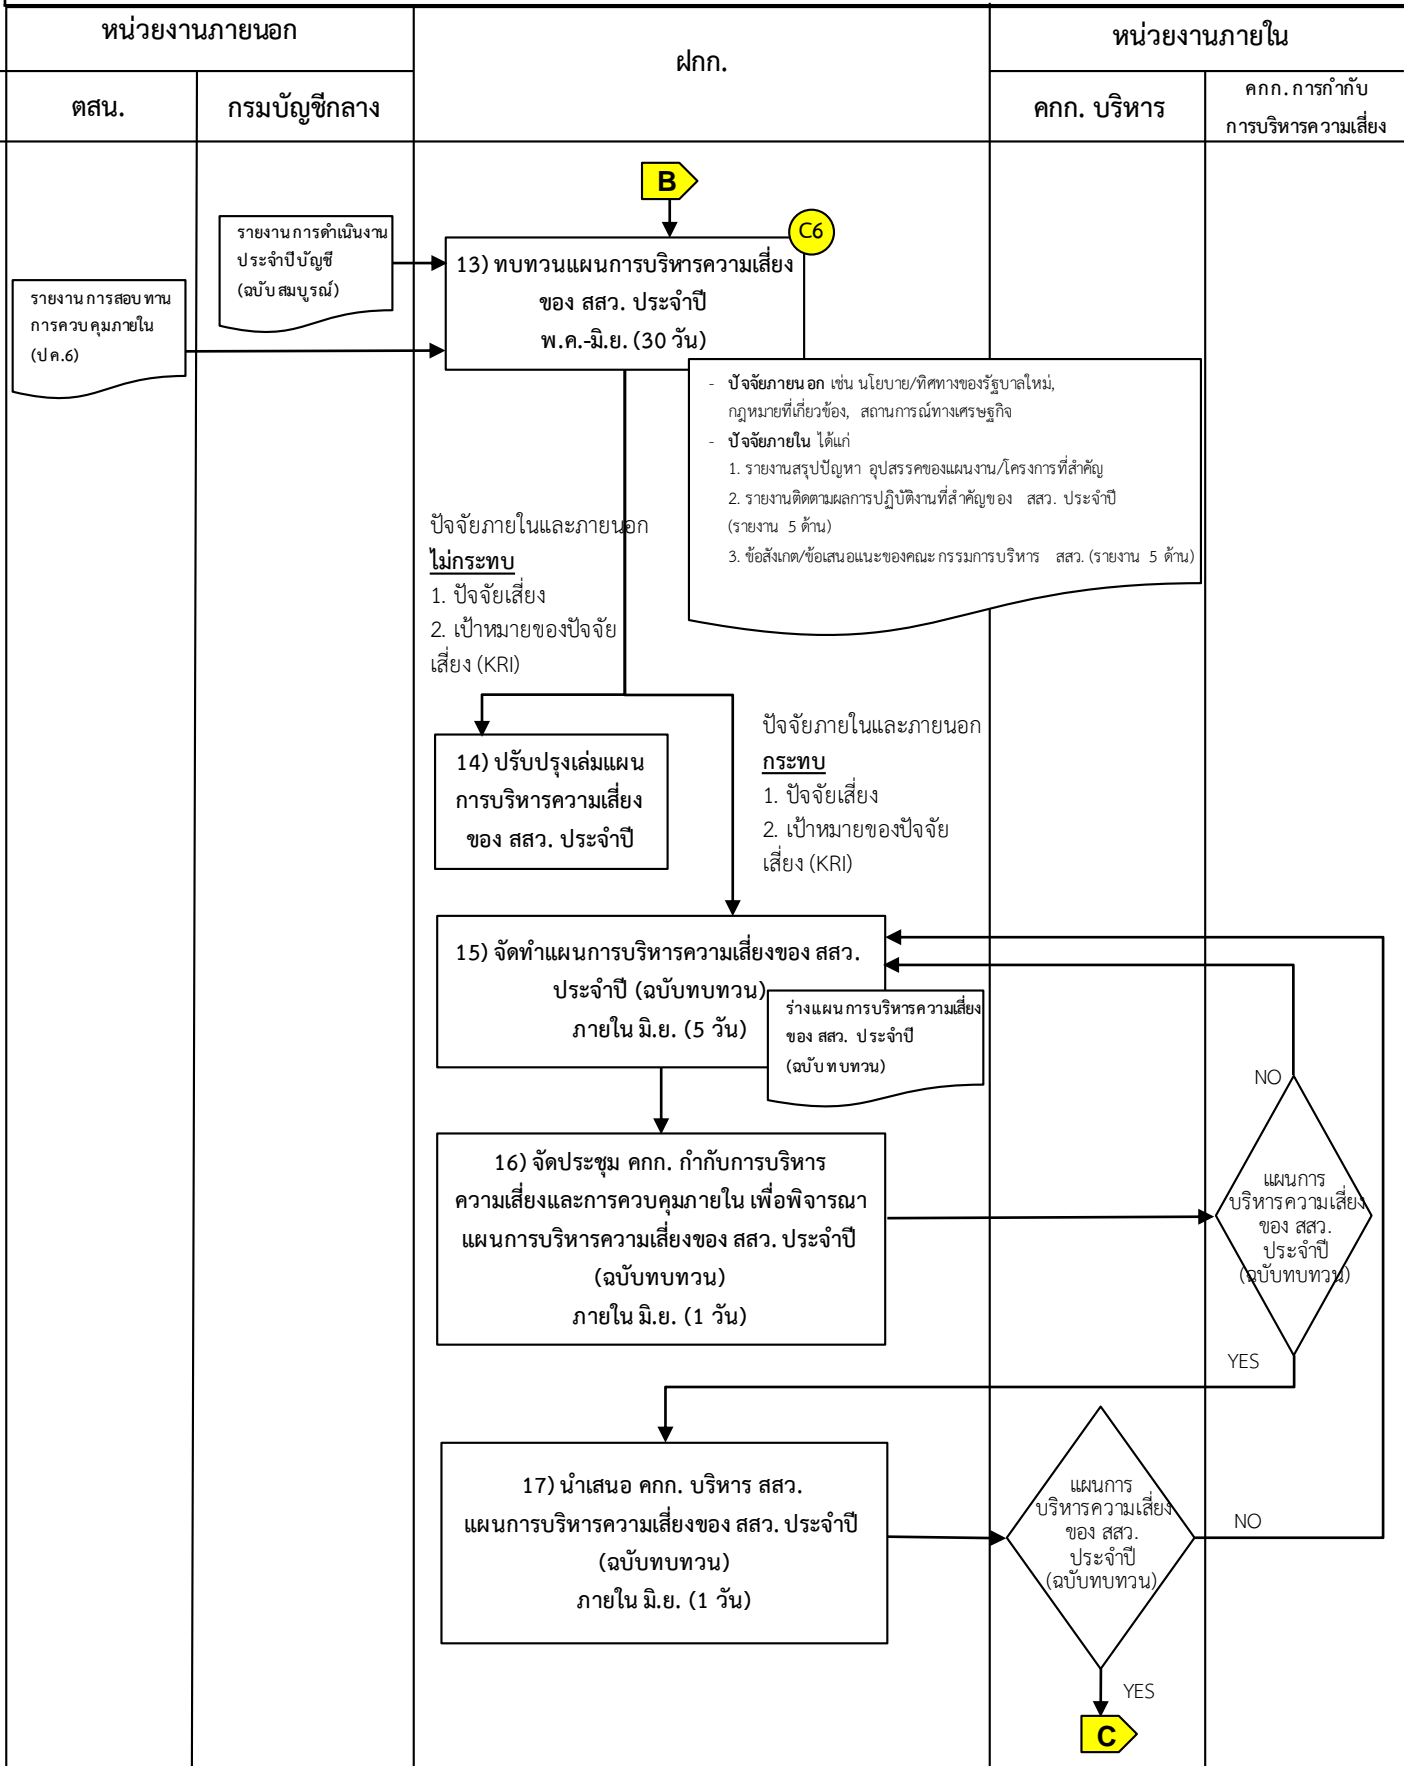 หน่วยงานภายนอก
ฝกก.
หน่วยงานภายใน
ตสน.
กรมบัญชีกลาง
คกก. บริหาร
คกก. การกำกับ
การบริหารความเสี่ยง
B
C6
รายงานการดำเนินงาน
ประจำปีบัญชี
(ฉบับสมบูรณ์)
รายงานการสอบทาน
การควบคุมภายใน
(ปค.6)
13) ทบทวนแผนการบริหารความเสี่ยง
ของ สสว. ประจำปี
พ.ค.-มิ.ย. (30 วัน)
- ปัจจัยภายนอก เช่น นโยบาย/ทิศทางของรัฐบาลใหม่,
กฎหมายที่เกี่ยวข้อง, สถานการณ์ทางเศรษฐกิจ
- ปัจจัยภายใน ได้แก่
1. รายงานสรุปปัญหา อุปสรรคของแผนงาน/โครงการที่สำคัญ
2. รายงานติดตามผลการปฏิบัติงานที่สำคัญของ สสว. ประจำปี
(รายงาน 5 ด้าน)
3. ข้อสังเกต/ข้อเสนอแนะของคณะกรรมการบริหาร สสว. (รายงาน 5 ด้าน)
ปัจจัยภายในและภายนอก
ไม่กระทบ
1. ปัจจัยเสี่ยง
2. เป้าหมายของปัจจัย
เสี่ยง (KRI)
14) ปรับปรุงเล่มแผน
การบริหารความเสี่ยง
ของ สสว. ประจำปี
ปัจจัยภายในและภายนอก
กระทบ
1. ปัจจัยเสี่ยง
2. เป้าหมายของปัจจัย
เสี่ยง (KRI)
15) จัดทำแผนการบริหารความเสี่ยงของ สสว.
ประจำปี (ฉบับทบทวน)
ภายใน มิ.ย. (5 วัน)
ร่างแผนการบริหารความเสี่ยง
ของ สสว. ประจำปี
(ฉบับทบทวน)
NO
16) จัดประชุม คกก. กำกับการบริหาร
ความเสี่ยงและการควบคุมภายใน เพื่อพิจารณา
แผนการบริหารความเสี่ยงของ สสว. ประจำปี
(ฉบับทบทวน)
ภายใน มิ.ย. (1 วัน)
แผนการ
บริหารความเสี่ยง
ของ สสว.
ประจำปี
(ฉบับทบทวน)
YES
17) นำเสนอ คกก. บริหาร สสว.
แผนการบริหารความเสี่ยงของ สสว. ประจำปี
(ฉบับทบทวน)
ภายใน มิ.ย. (1 วัน)
แผนการ
บริหารความเสี่ยง
ของ สสว.
ประจำปี
(ฉบับทบทวน)
NO
YES
C